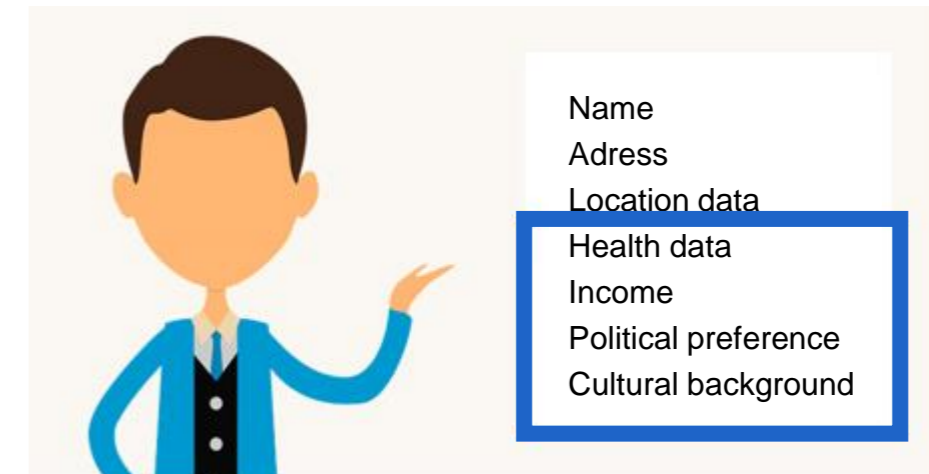 Name
Adress
Location data
Health data
Income
Political preference
Cultural background